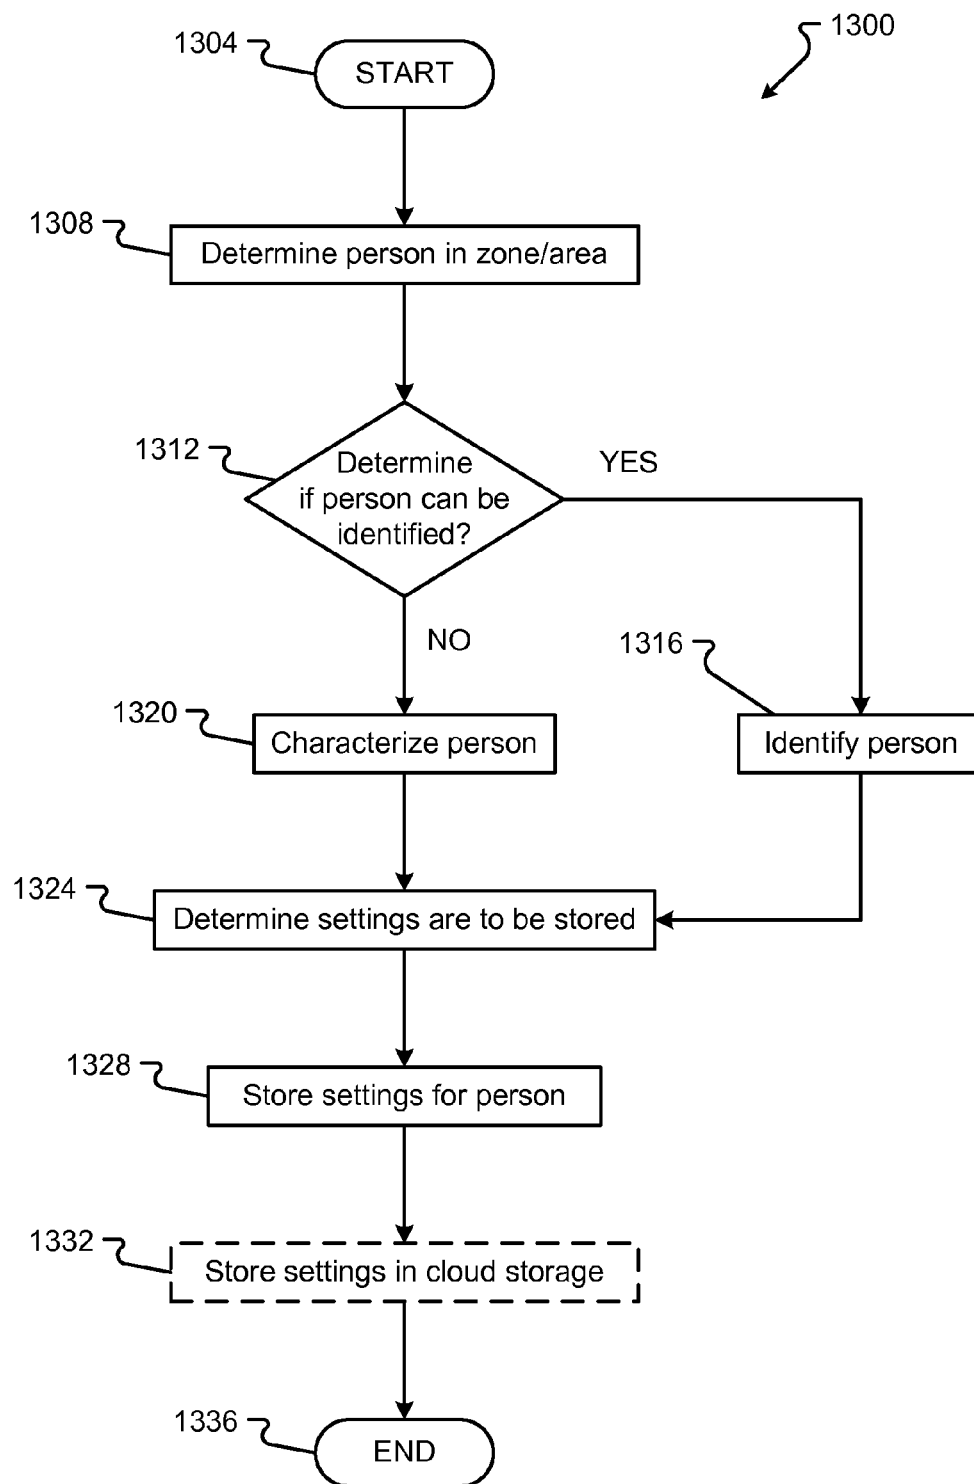 1300
1304
START
1308
Determine person in zone/area
1312
Determine
if person can be
identified?
YES
NO
1316
1320
Characterize person
Identify person
1324
Determine settings are to be stored
1328
Store settings for person
1332
Store settings in cloud storage
1336
END